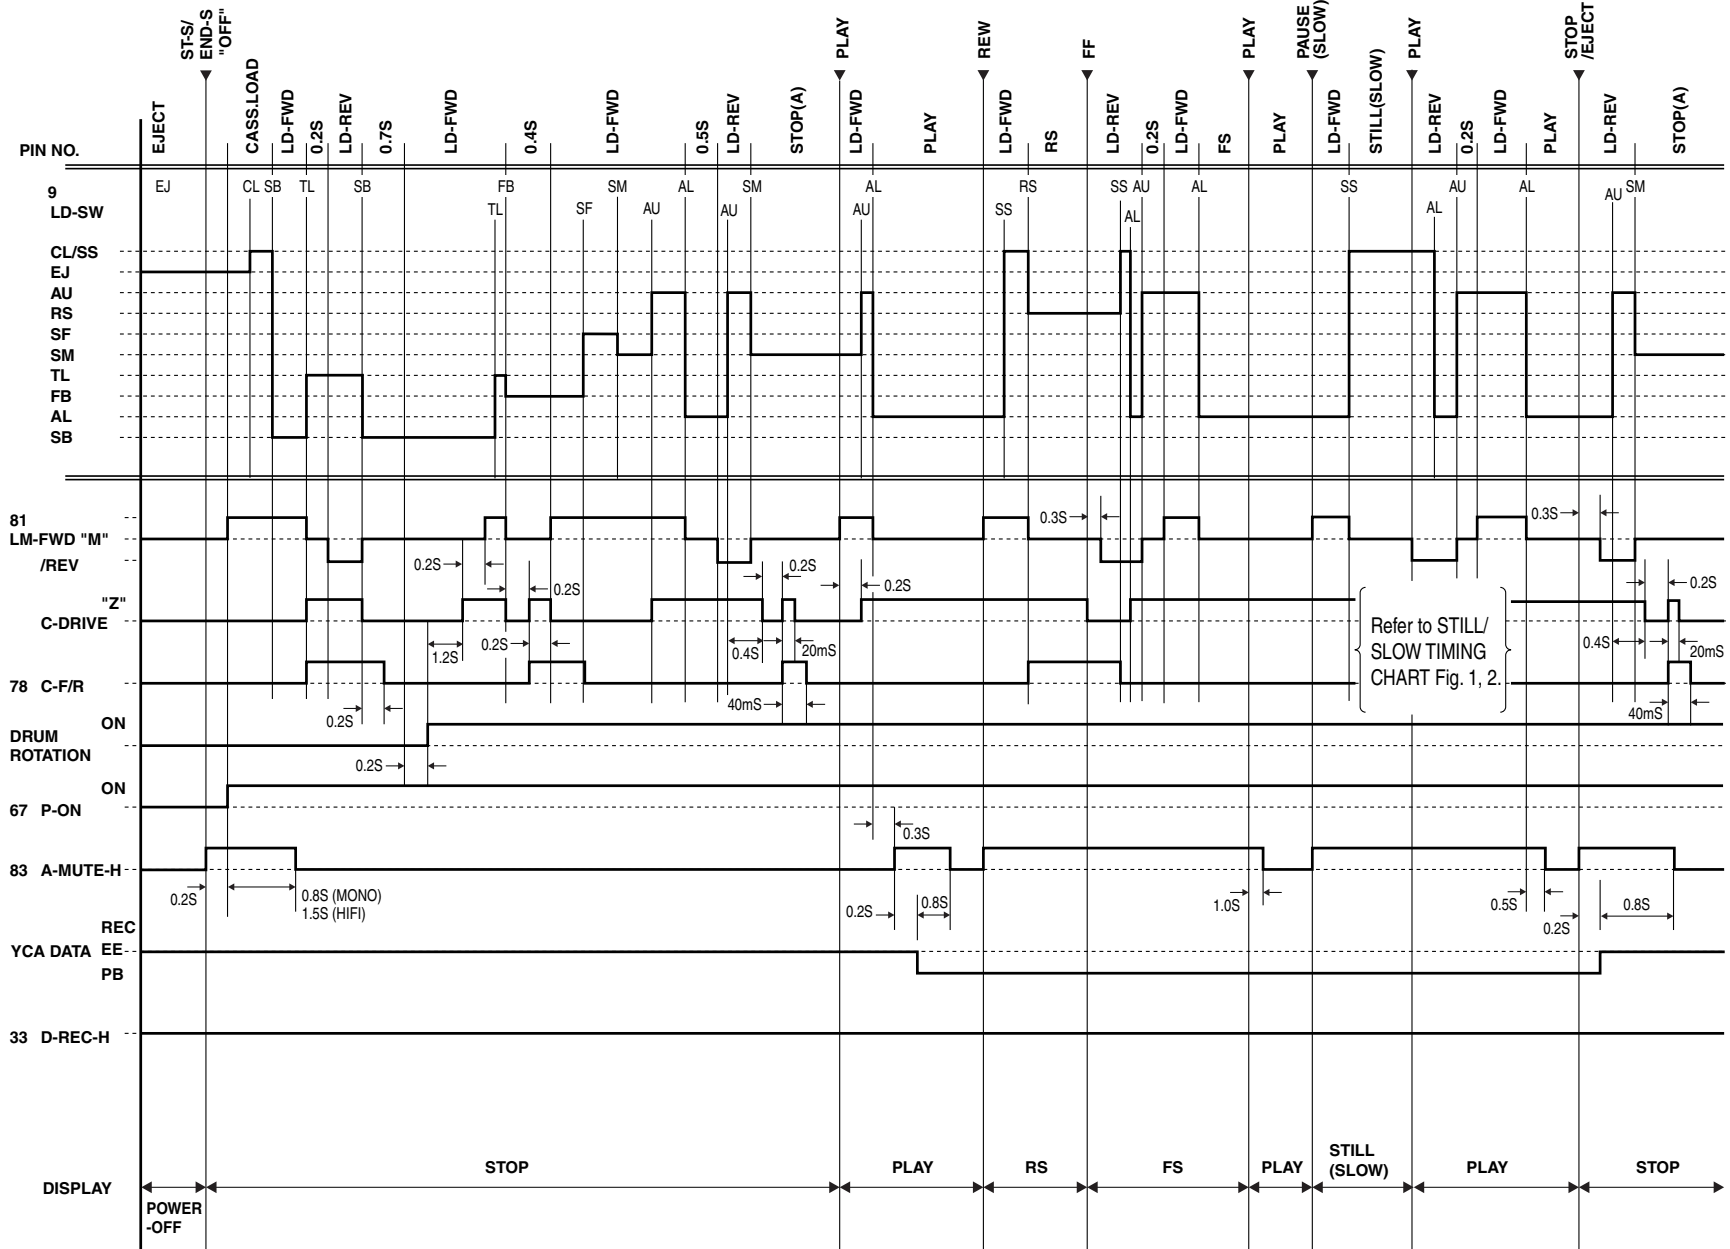 ST-S/
END-S
"OFF"
PLAY
REW
FF
PLAY
PAUSE
(SLOW)
PLAY
STOP
/EJECT
PIN NO.
EJECT
CASS.LOAD
LD-FWD
0.2S
LD-REV
0.7S
LD-FWD
0.4S
LD-FWD
0.5S
LD-REV
STOP(A)
LD-FWD
PLAY
LD-FWD
RS
LD-REV
0.2S
LD-FWD
FS
PLAY
LD-FWD
STILL(SLOW)
LD-REV
0.2S
LD-FWD
PLAY
LD-REV
STOP(A)
9
LD-SW
EJ CL SB TL SB FB SM AL SM AL RS SS AU AL SS AU AL SM
TL SF AU AU AU SS AL AL AU
CL/SS
EJ
AU
RS
SF
SM
TL
FB
AL
SB
81
LM-FWD "M"
/REV
0.3S 0.3S
0.2S 0.2S 0.2S 0.2S 0.2S
"Z"
C-DRIVE
1.2S 0.2S 0.4S 20mS 0.4S 20mS
Refer to STILL/
SLOW TIMING
CHART Fig. 1, 2.
78 C-F/R
0.2S 40mS 40mS
ON
DRUM
ROTATION
0.2S
ON
67 P-ON
0.3S
83 A-MUTE-H
0.2S
0.8S (MONO)
1.5S (HIFI)
0.2S 0.8S 1.0S 0.5S 0.2S 0.8S
REC
YCA DATA EE
PB
33 D-REC-H
DISPLAY
POWER
-OFF
STOP
PLAY
RS
FS
PLAY
STILL
(SLOW)
PLAY
STOP